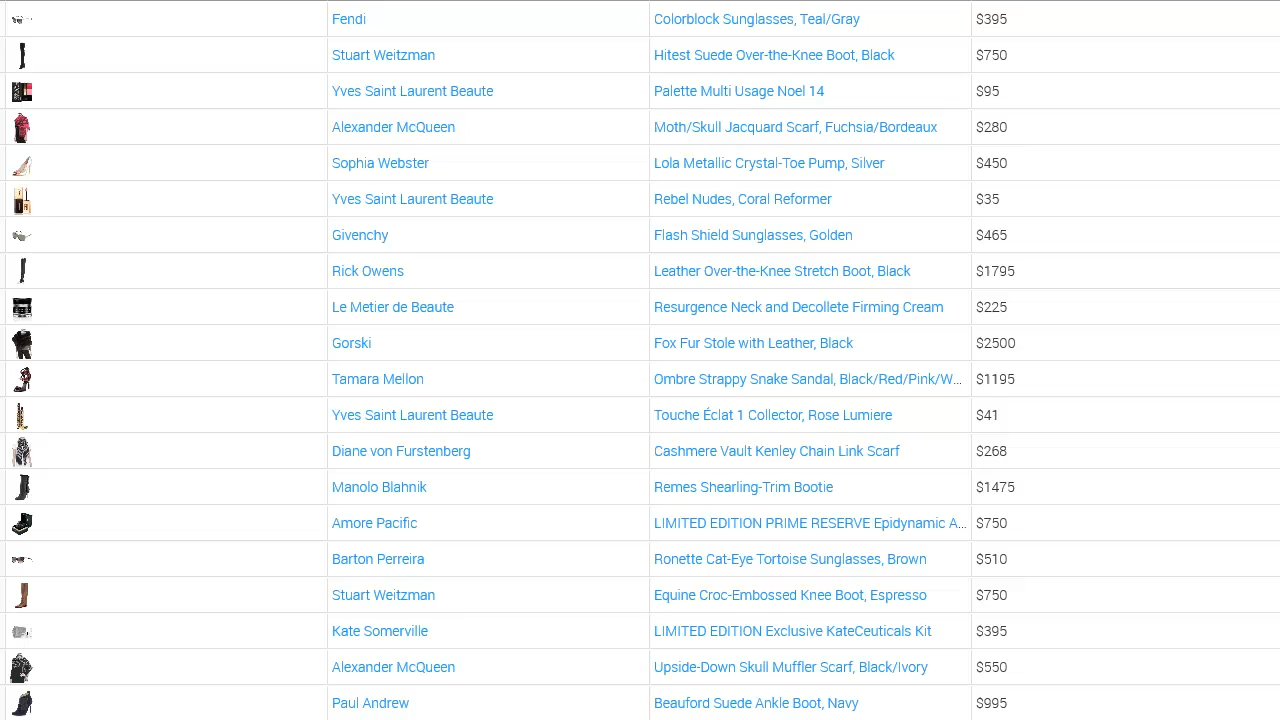 Fendi Colorblock Sunglasses, Teal/Gray $395
Stuart Weitzman Hitest Suede Over-the-Knee Boot, Black $750
Yves Saint Laurent Beaute Palette Multi Usage Noel 14 $95
Alexander McQueen Moth/Skull Jacquard Scarf, Fuchsia/Bordeaux $280
Sophia Webster Lola Metallic Crystal-Toe Pump, Silver $450
Yves Saint Laurent Beaute Rebel Nudes, Coral Reformer $35
Givenchy Flash Shield Sunglasses, Golden $465
Rick Owens Leather Over-the-Knee Stretch Boot, Black $1795
Le Metier de Beaute Resurgence Neck and Decollete Firming Cream $225
Gorski Fox Fur Stole with Leather, Black $2500
Tamara Mellon Ombre Strappy Snake Sandal, Black/Red/Pink/W... $1195
Yves Saint Laurent Beaute Touche Éclat 1 Collector, Rose Lumiere $41
Diane von Furstenberg Cashmere Vault Kenley Chain Link Scarf $268
Manolo Blahnik Remes Shearling-Trim Bootie $1475
Amore Pacific LIMITED EDITION PRIME RESERVE Epidynamic A... $750
Barton Perreira Ronette Cat-Eye Tortoise Sunglasses, Brown $510
Stuart Weitzman Equine Croc-Embossed Knee Boot, Espresso $750
Kate Somerville LIMITED EDITION Exclusive KateCeuticals Kit $395
Alexander McQueen Upside-Down Skull Muffler Scarf, Black/Ivory $550
Paul Andrew Beauford Suede Ankle Boot, Navy $995